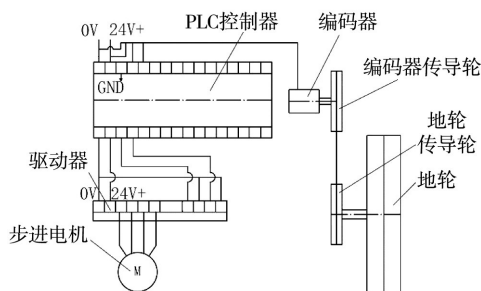 0V 24V+
PLC控制器
编码器
编码器传导轮
GND
地轮
传导轮
地轮
驱动器
0V 24V+
步进电机
M